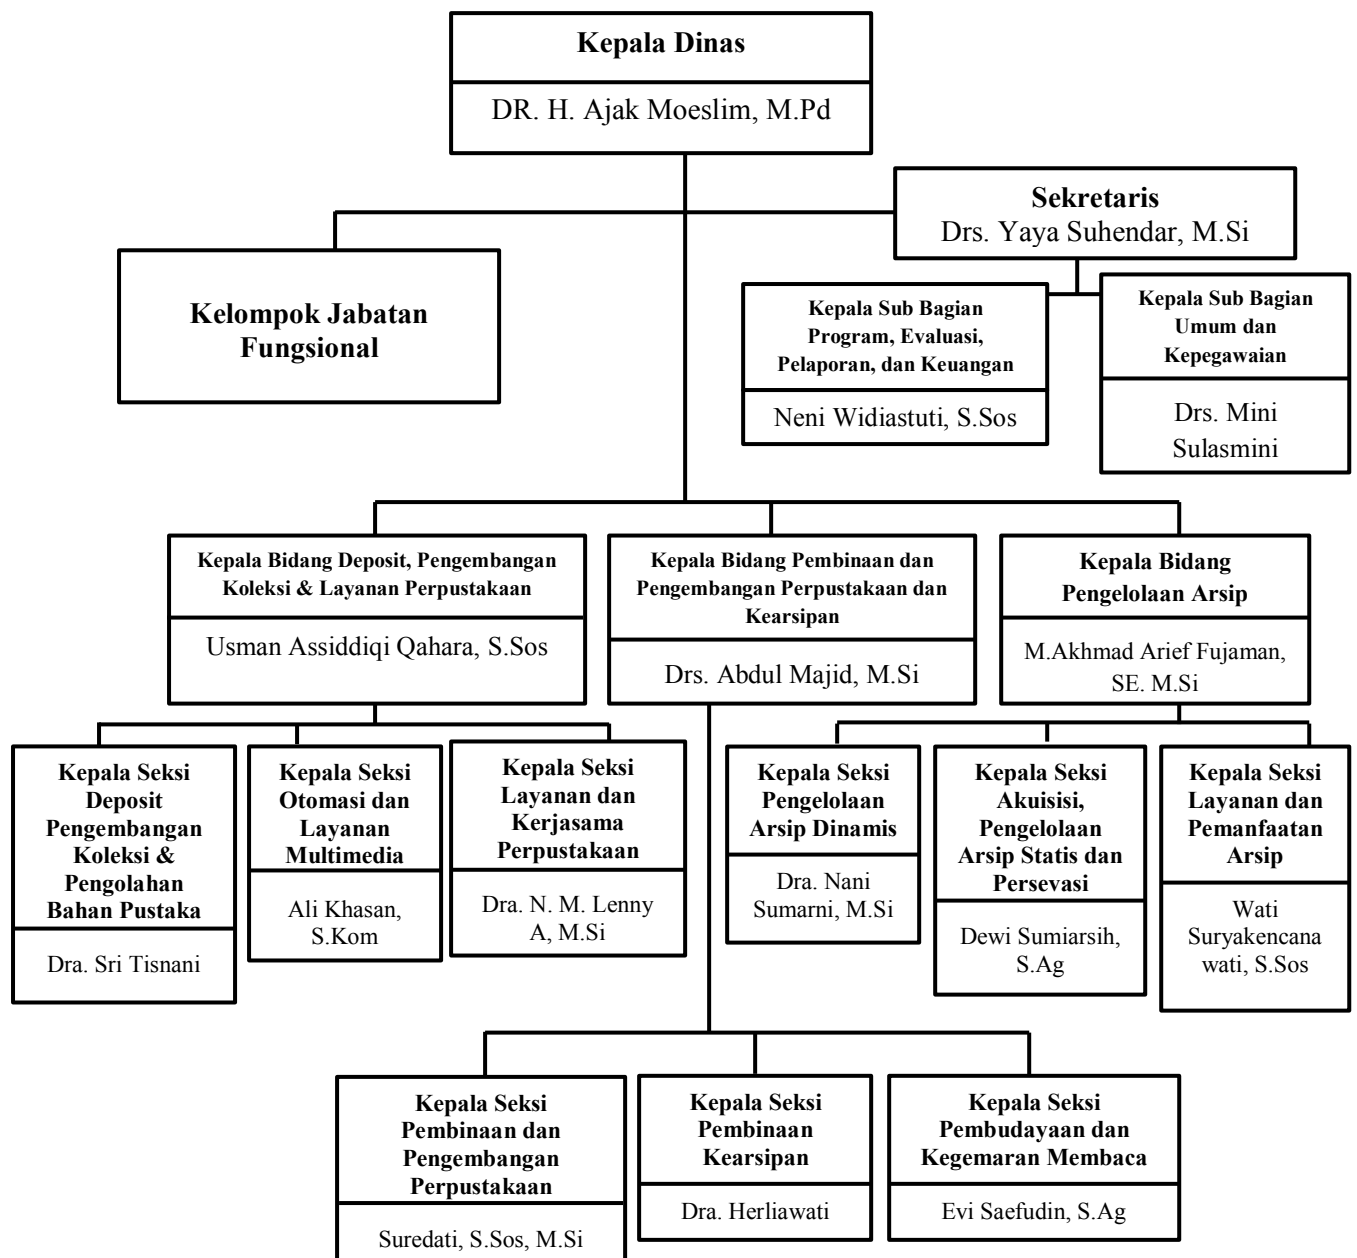 Kepala Dinas
DR. H. Ajak Moeslim, M.Pd
Sekretaris
Drs. Yaya Suhendar, M.Si
Kelompok Jabatan
Fungsional
Kepala Sub Bagian
Program, Evaluasi,
Pelaporan, dan Keuangan
Neni Widiastuti, S.Sos
Kepala Sub Bagian
Umum dan
Kepegawaian
Drs. Mini
Sulasmini
Kepala Bidang Deposit, Pengembangan
Koleksi & Layanan Perpustakaan
Usman Assiddiqi Qahara, S.Sos
Kepala Bidang Pembinaan dan
Pengembangan Perpustakaan dan
Kearsipan
Drs. Abdul Majid, M.Si
Kepala Bidang
Pengelolaan Arsip
M.Akhmad Arief Fujaman,
SE. M.Si
Kepala Seksi
Deposit
Pengembangan
Koleksi &
Pengolahan
Bahan Pustaka
Dra. Sri Tisnani
Kepala Seksi
Otomasi dan
Layanan
Multimedia
Ali Khasan,
S.Kom
Kepala Seksi
Layanan dan
Kerjasama
Perpustakaan
Dra. N. M. Lenny
A, M.Si
Kepala Seksi
Pengelolaan
Arsip Dinamis
Dra. Nani
Sumarni, M.Si
Kepala Seksi
Akuisisi,
Pengelolaan
Arsip Statis dan
Persevasi
Dewi Sumiarsih,
S.Ag
Kepala Seksi
Layanan dan
Pemanfaatan
Arsip
Wati
Suryakencana
wati, S.Sos
Kepala Seksi
Pembinaan dan
Pengembangan
Perpustakaan
Suredati, S.Sos, M.Si
Kepala Seksi
Pembinaan
Kearsipan
Dra. Herliawati
Kepala Seksi
Pembudayaan dan
Kegemaran Membaca
Evi Saefudin, S.Ag